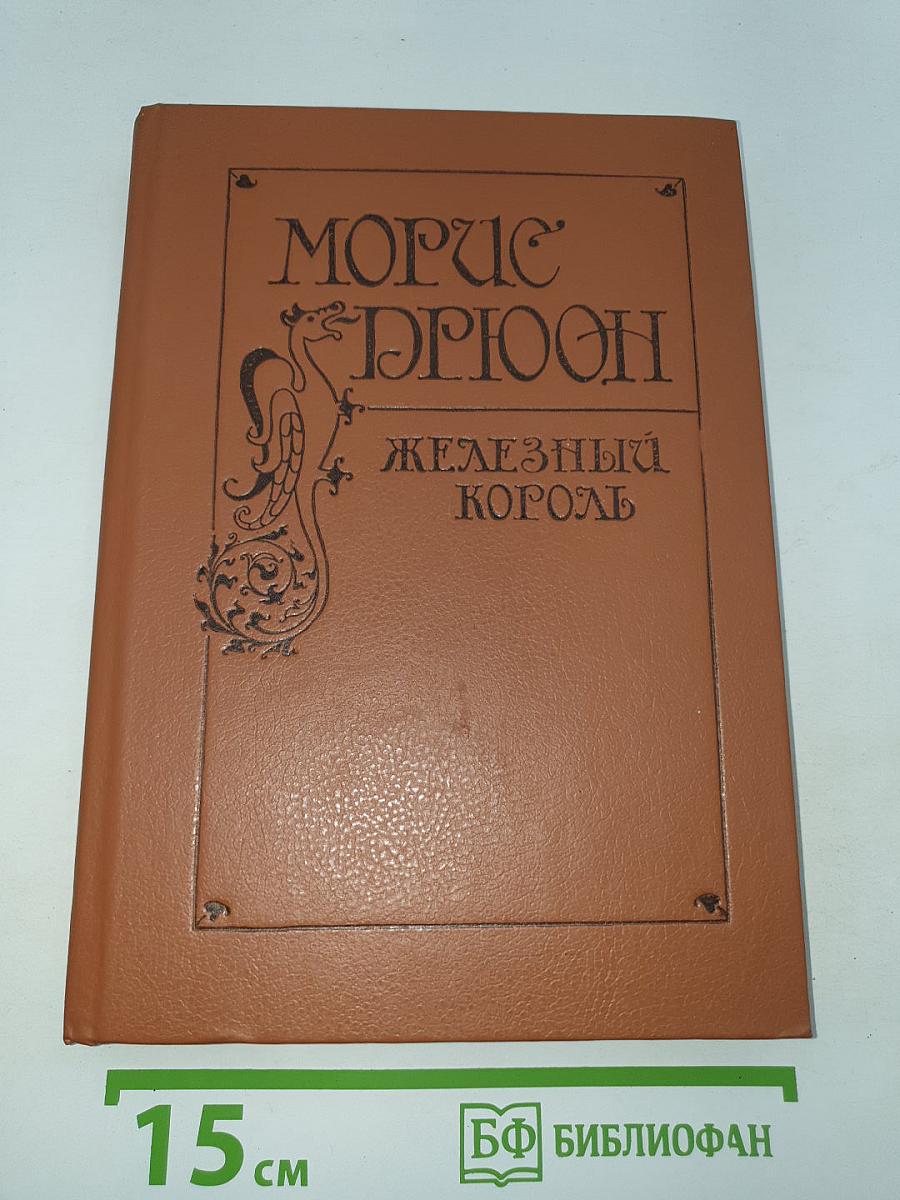 МОРИС
ДРЮОН
ЖЕЛЕЗНЫЙ
КОРОЛЬ
15 см
БФ БИБЛИОФАН